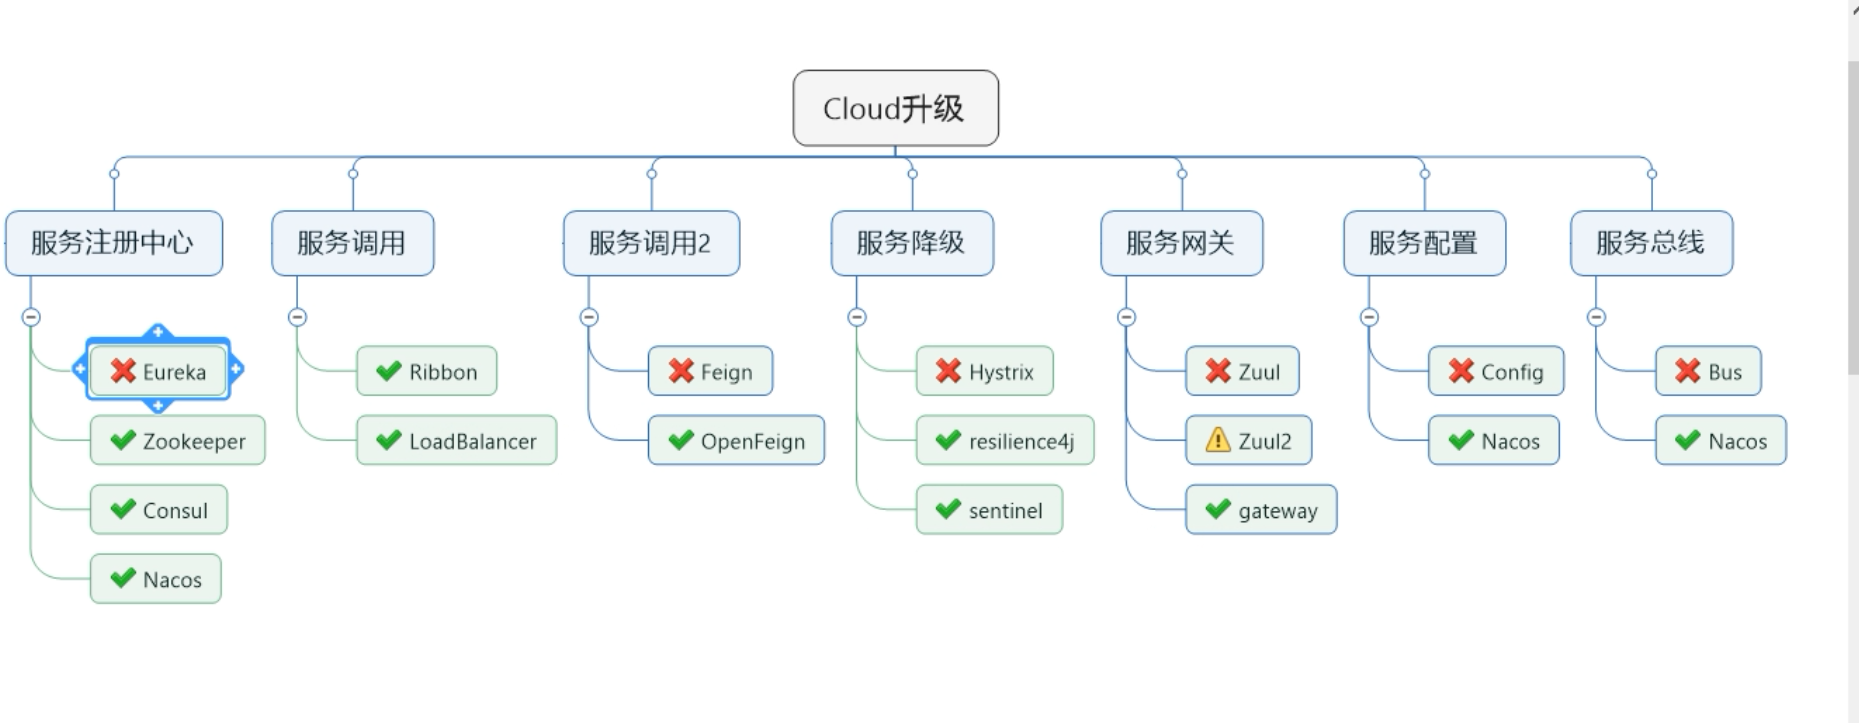 Cloud升级
服务注册中心
服务调用
服务调用2
服务降级
服务网关
服务配置
服务总线
Eureka
Zookeeper
Consul
Nacos
Ribbon
LoadBalancer
Feign
OpenFeign
Hystrix
resilience4j
sentinel
Zuul
Zuul2
gateway
Config
Nacos
Bus
Nacos